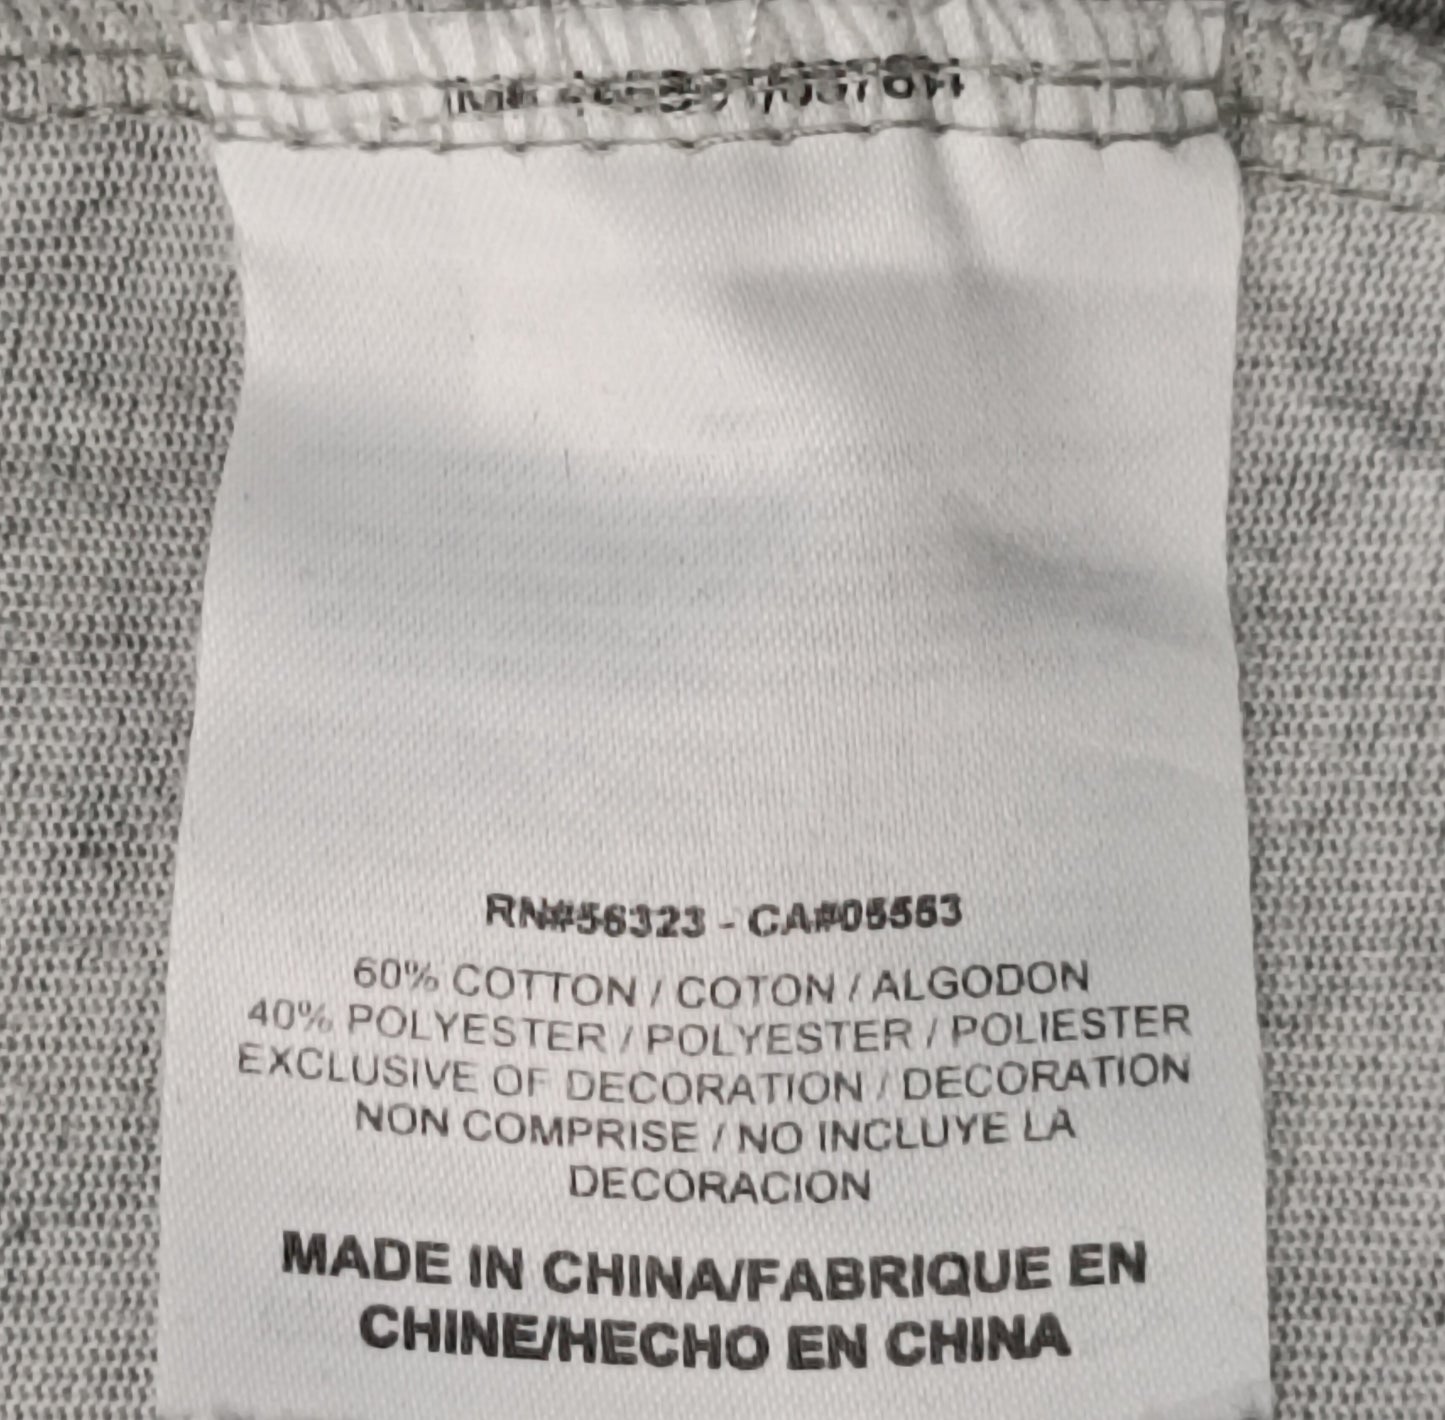 RN#56323 - CA#05553
60% COTTON / COTON / ALGODON
40% POLYESTER / POLYESTER / POLIESTER
EXCLUSIVE OF DECORATION / DECORATION
NON COMPRISE / NO INCLUYE LA
DECORACION
MADE IN CHINA/FABRIQUE EN
CHINE/HECHO EN CHINA